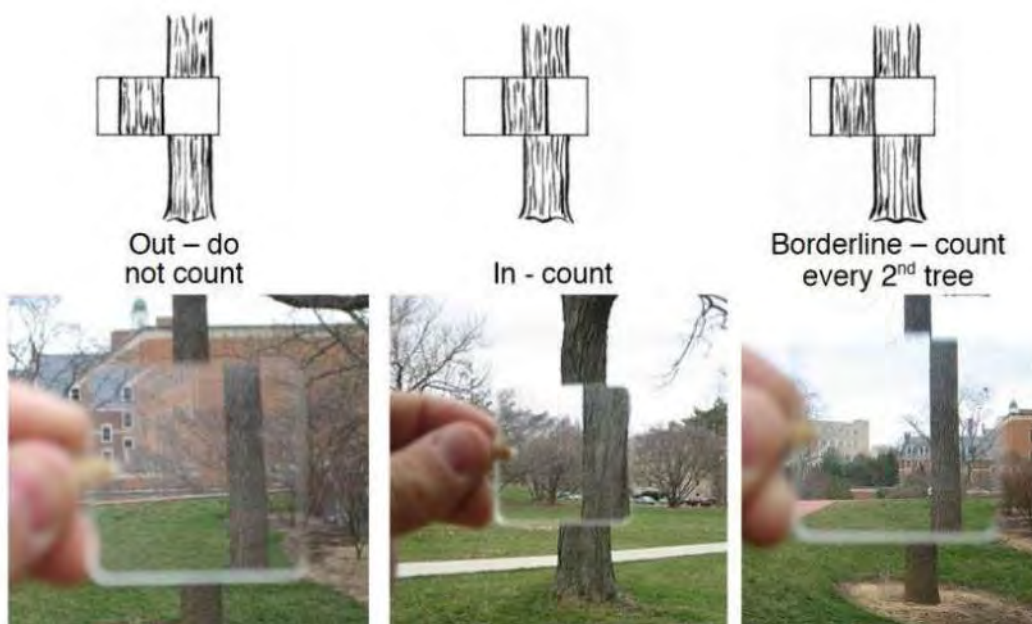 Out – do
not count
In - count
Borderline – count
every 2nd tree